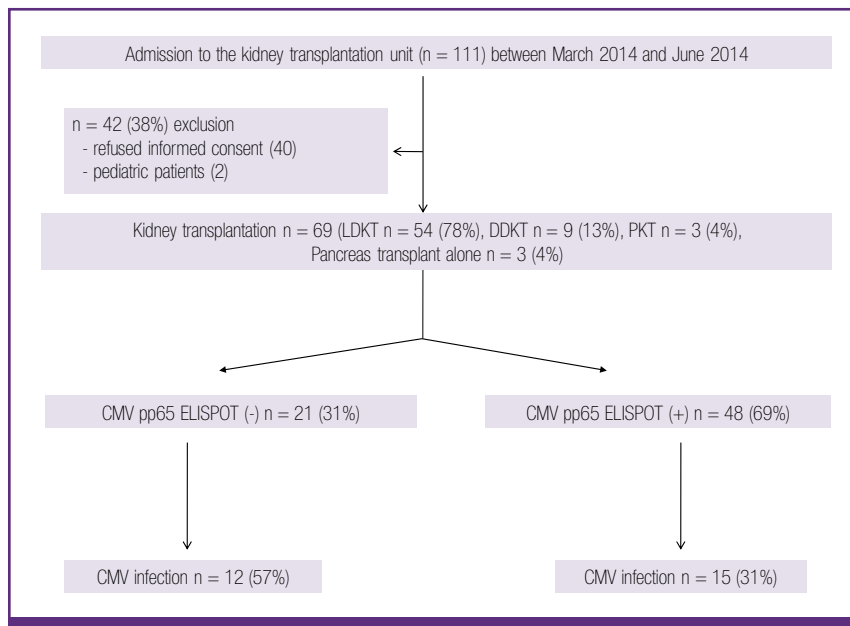 Admission to the kidney transplantation unit (n = 111) between March 2014 and June 2014
n = 42 (38%) exclusion
- refused informed consent (40)
- pediatric patients (2)
Kidney transplantation n = 69 (LDKT n = 54 (78%), DDKT n = 9 (13%), PKT n = 3 (4%),
Pancreas transplant alone n = 3 (4%)
CMV pp65 ELISPOT (-) n = 21 (31%)
CMV pp65 ELISPOT (+) n = 48 (69%)
CMV infection n = 12 (57%)
CMV infection n = 15 (31%)